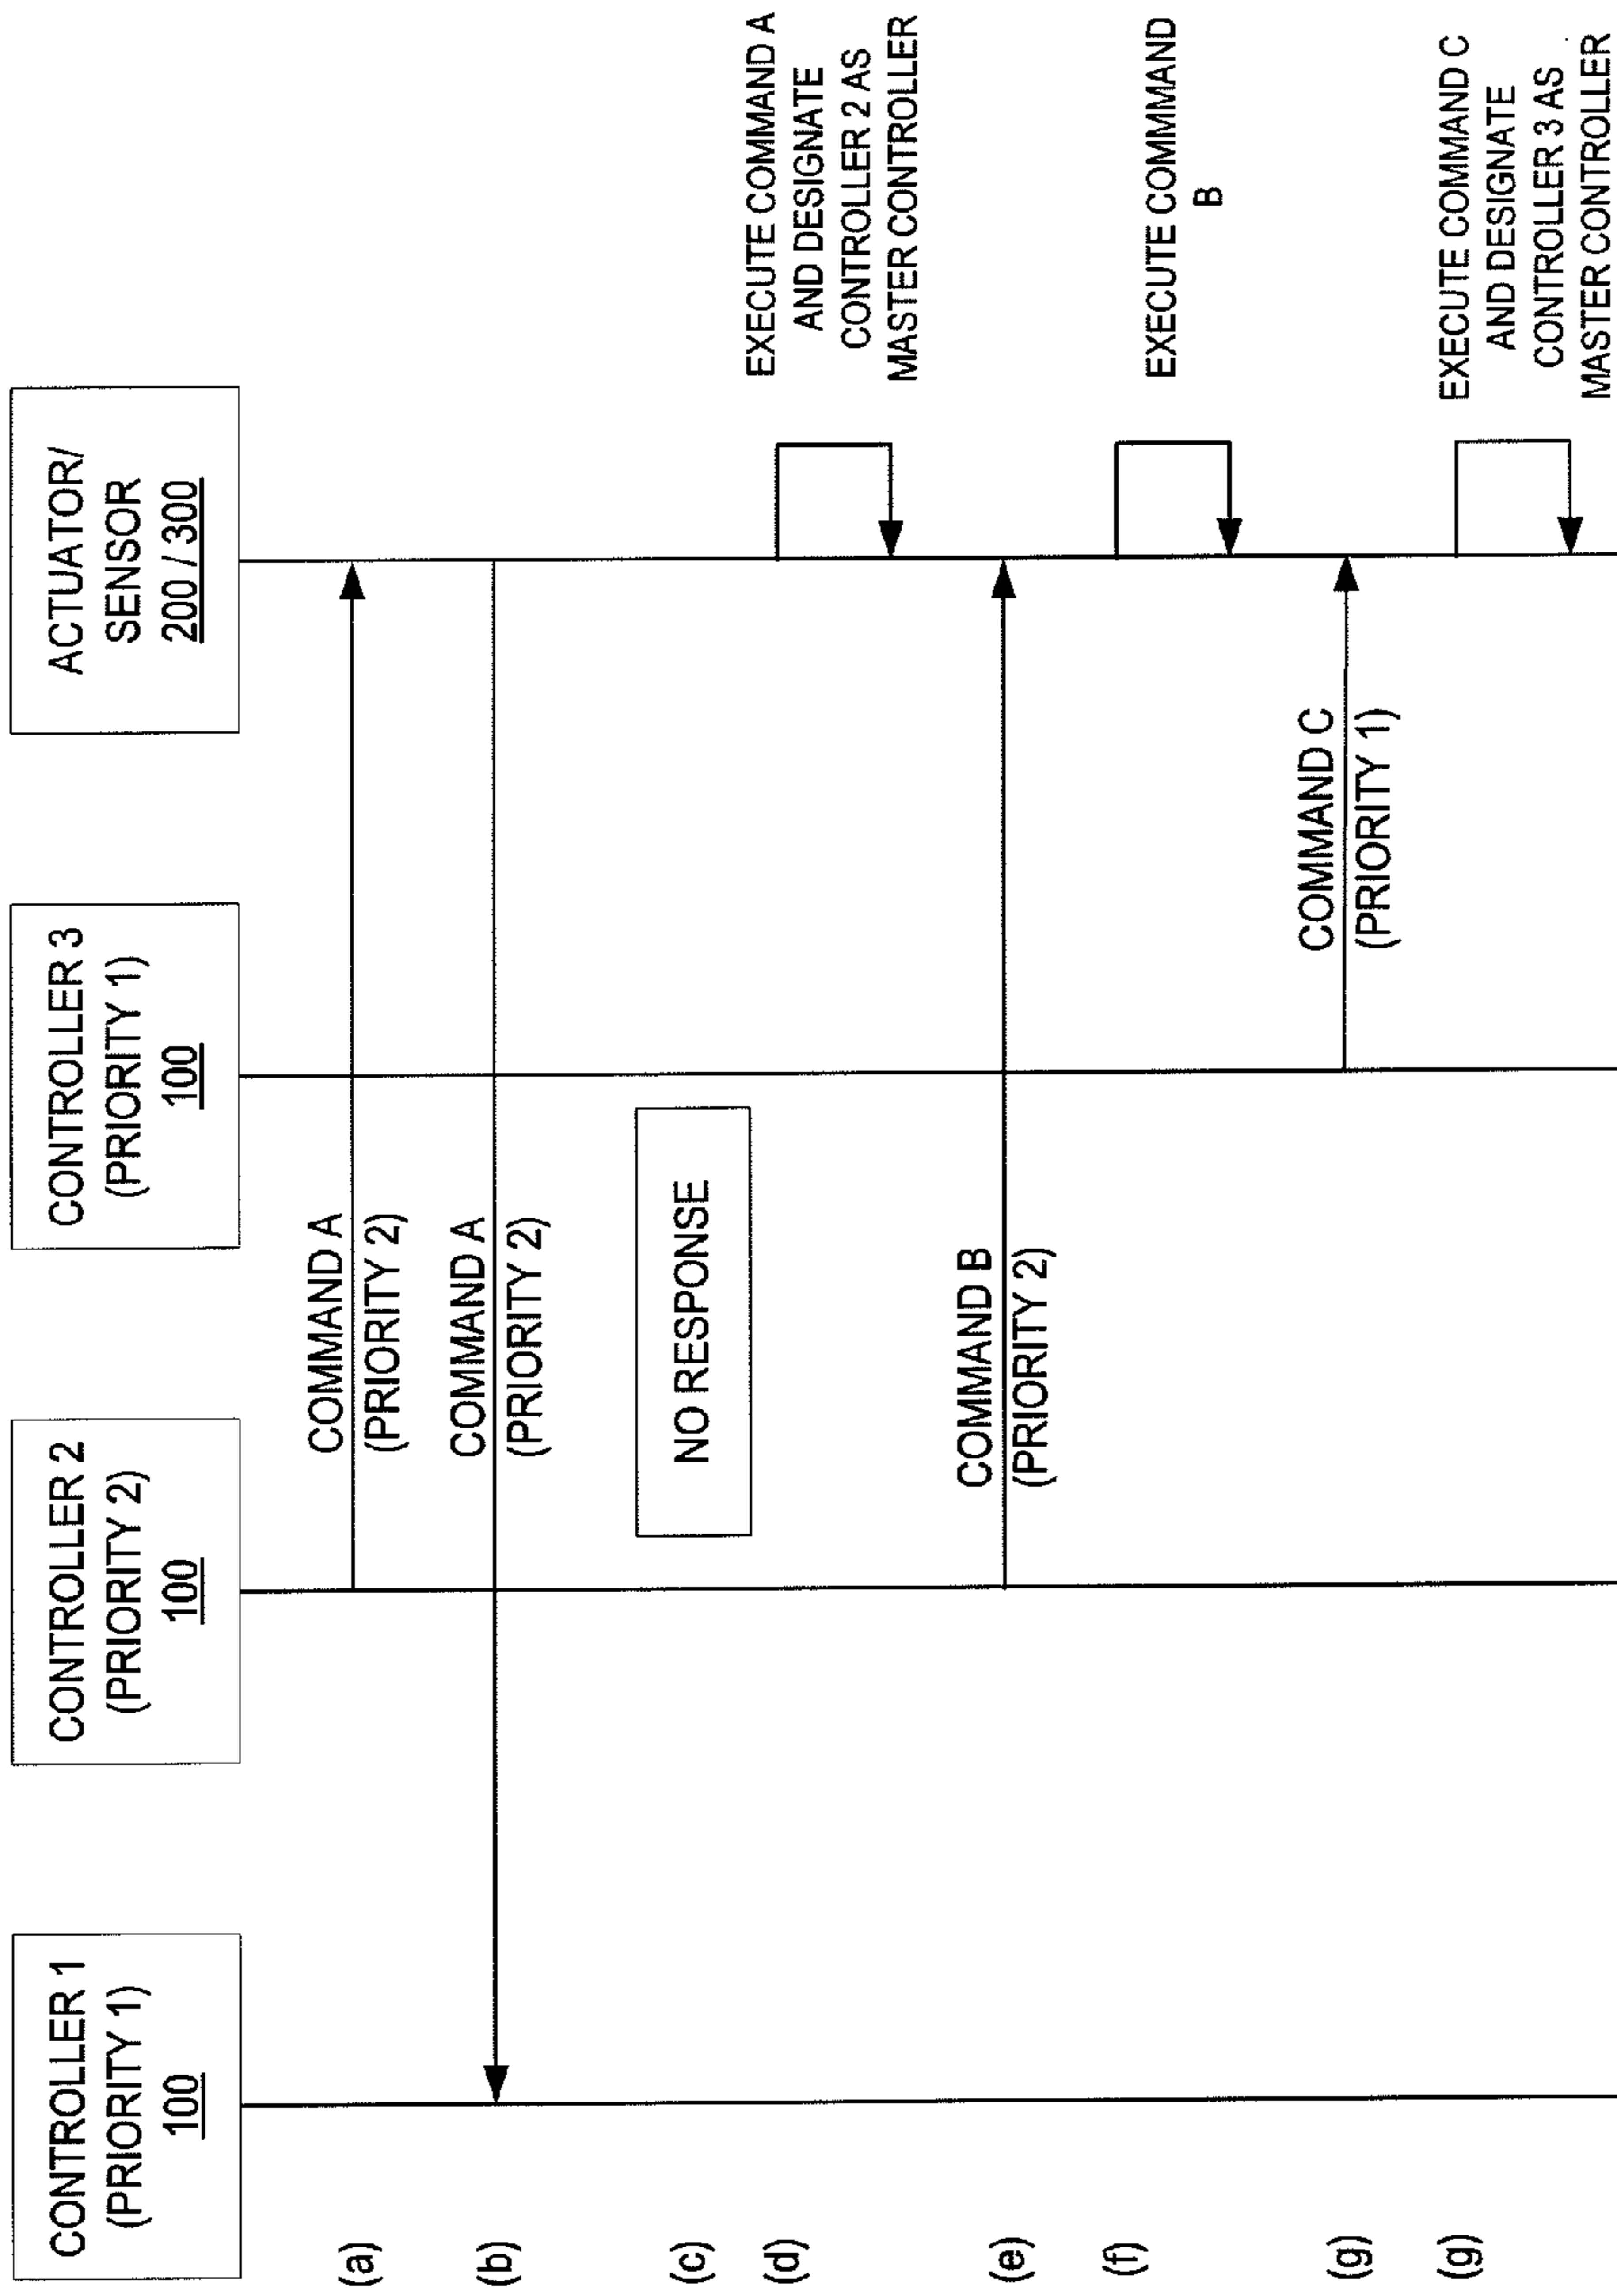 CONTROLLER 1
(PRIORITY 1)
100
CONTROLLER 2
(PRIORITY 2)
100
CONTROLLER 3
(PRIORITY 1)
100
ACTUATOR/
SENSOR
200 / 300
(a)
COMMAND A
(PRIORITY 2)
(b)
COMMAND A
(PRIORITY 2)
(c)
NO RESPONSE
(d)
EXECUTE COMMAND A
AND DESIGNATE
CONTROLLER 2 AS
MASTER CONTROLLER
(e)
COMMAND B
(PRIORITY 2)
(f)
EXECUTE COMMAND
B
(g)
COMMAND C
(PRIORITY 1)
(g)
EXECUTE COMMAND C
AND DESIGNATE
CONTROLLER 3 AS
MASTER CONTROLLER